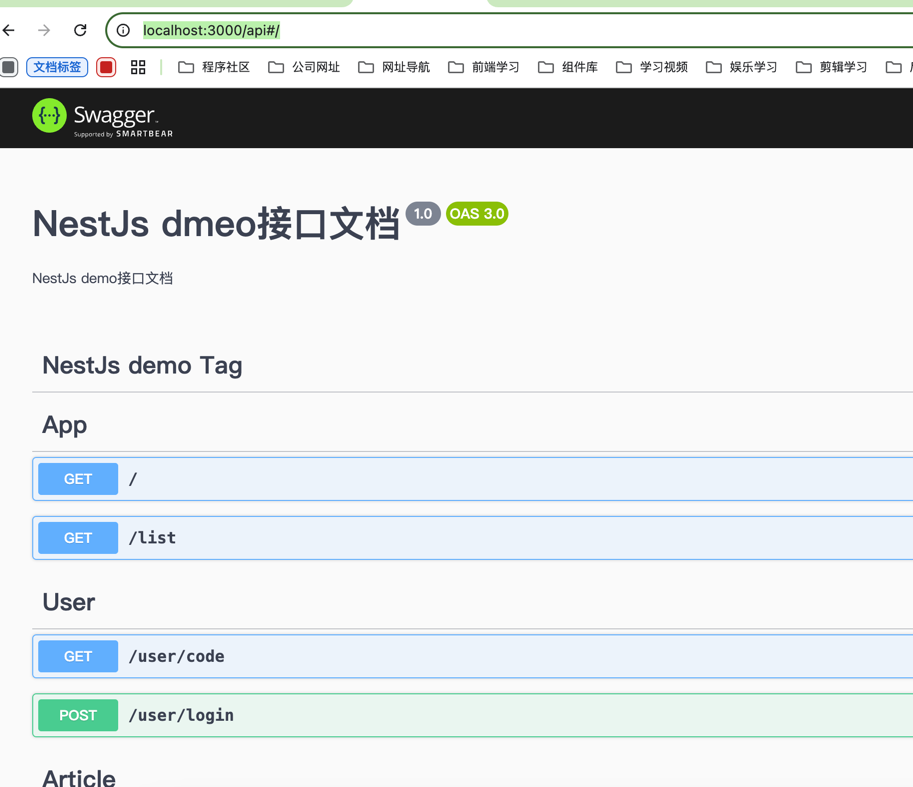 localhost:3000/api#/
文档标签 程序社区 公司网址 网址导航 前端学习 组件库 学习视频 娱乐学习 剪辑学习
{···} Swagger™
Supported by SMARTBEAR
NestJs dmeo接口文档 1.0 OAS 3.0
NestJs demo接口文档
NestJs demo Tag
App
GET /
GET /list
User
GET /user/code
POST /user/login
Article